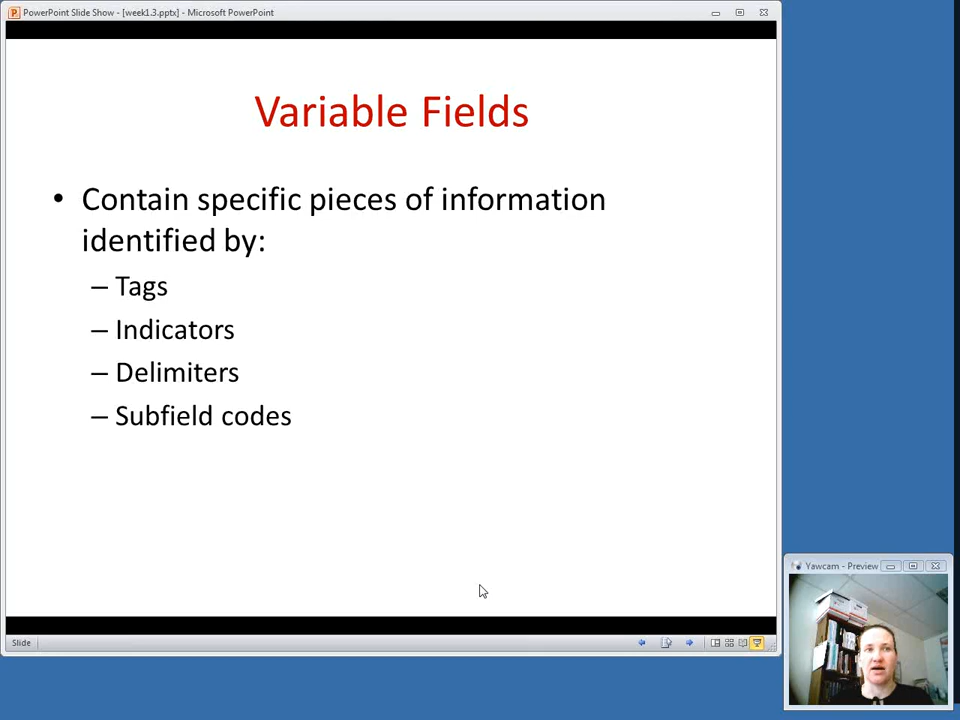 PowerPoint Slide Show - [week1.3.pptx] - Microsoft PowerPoint
Variable Fields
• Contain specific pieces of information
identified by:
– Tags
– Indicators
– Delimiters
– Subfield codes
Yawcam - Preview
Slide